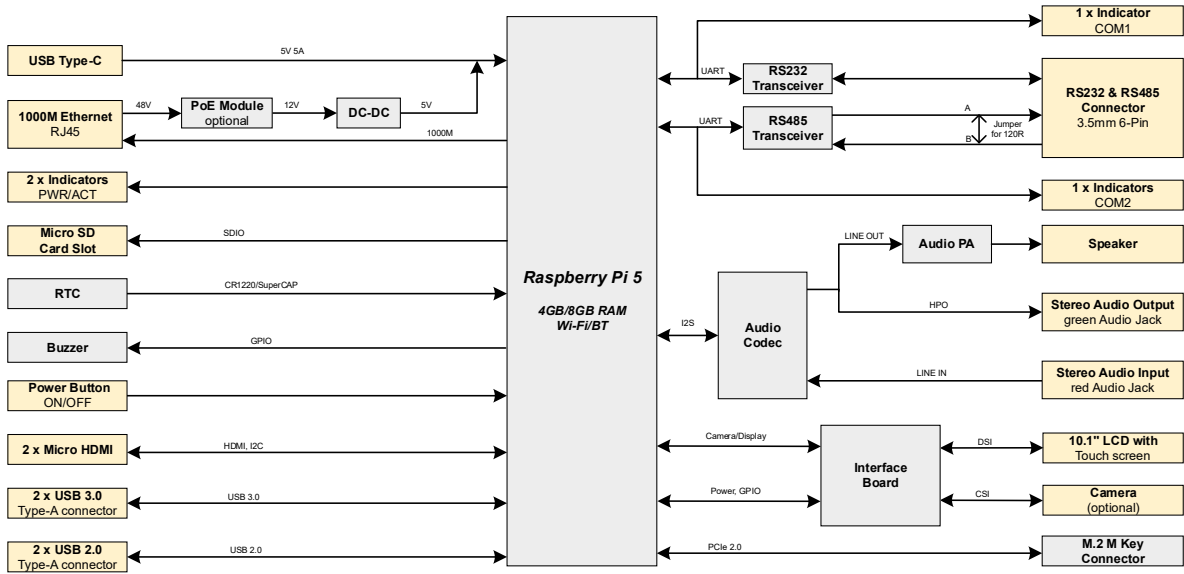 USB Type-C
5V 5A
1000M Ethernet
RJ45
48V
PoE Module
optional
12V
DC-DC
5V
1000M
2 x Indicators
PWR/ACT
Micro SD
Card Slot
SDIO
RTC
CR1220/SuperCAP
Buzzer
GPIO
Power Button
ON/OFF
2 x Micro HDMI
HDMI, I2C
2 x USB 3.0
Type-A connector
USB 3.0
2 x USB 2.0
Type-A connector
USB 2.0
Raspberry Pi 5
4GB/8GB RAM
Wi-Fi/BT
1 x Indicator
COM1
UART
RS232
Transceiver
RS232 & RS485
Connector
3.5mm 6-Pin
UART
RS485
Transceiver
A
B
Jumper
for 120R
1 x Indicators
COM2
I2S
Audio
Codec
LINE OUT
Audio PA
Speaker
HPO
Stereo Audio Output
green Audio Jack
LINE IN
Stereo Audio Input
red Audio Jack
Camera/Display
Power, GPIO
Interface
Board
DSI
10.1" LCD with
Touch screen
CSI
Camera
(optional)
PCIe 2.0
M.2 M Key
Connector